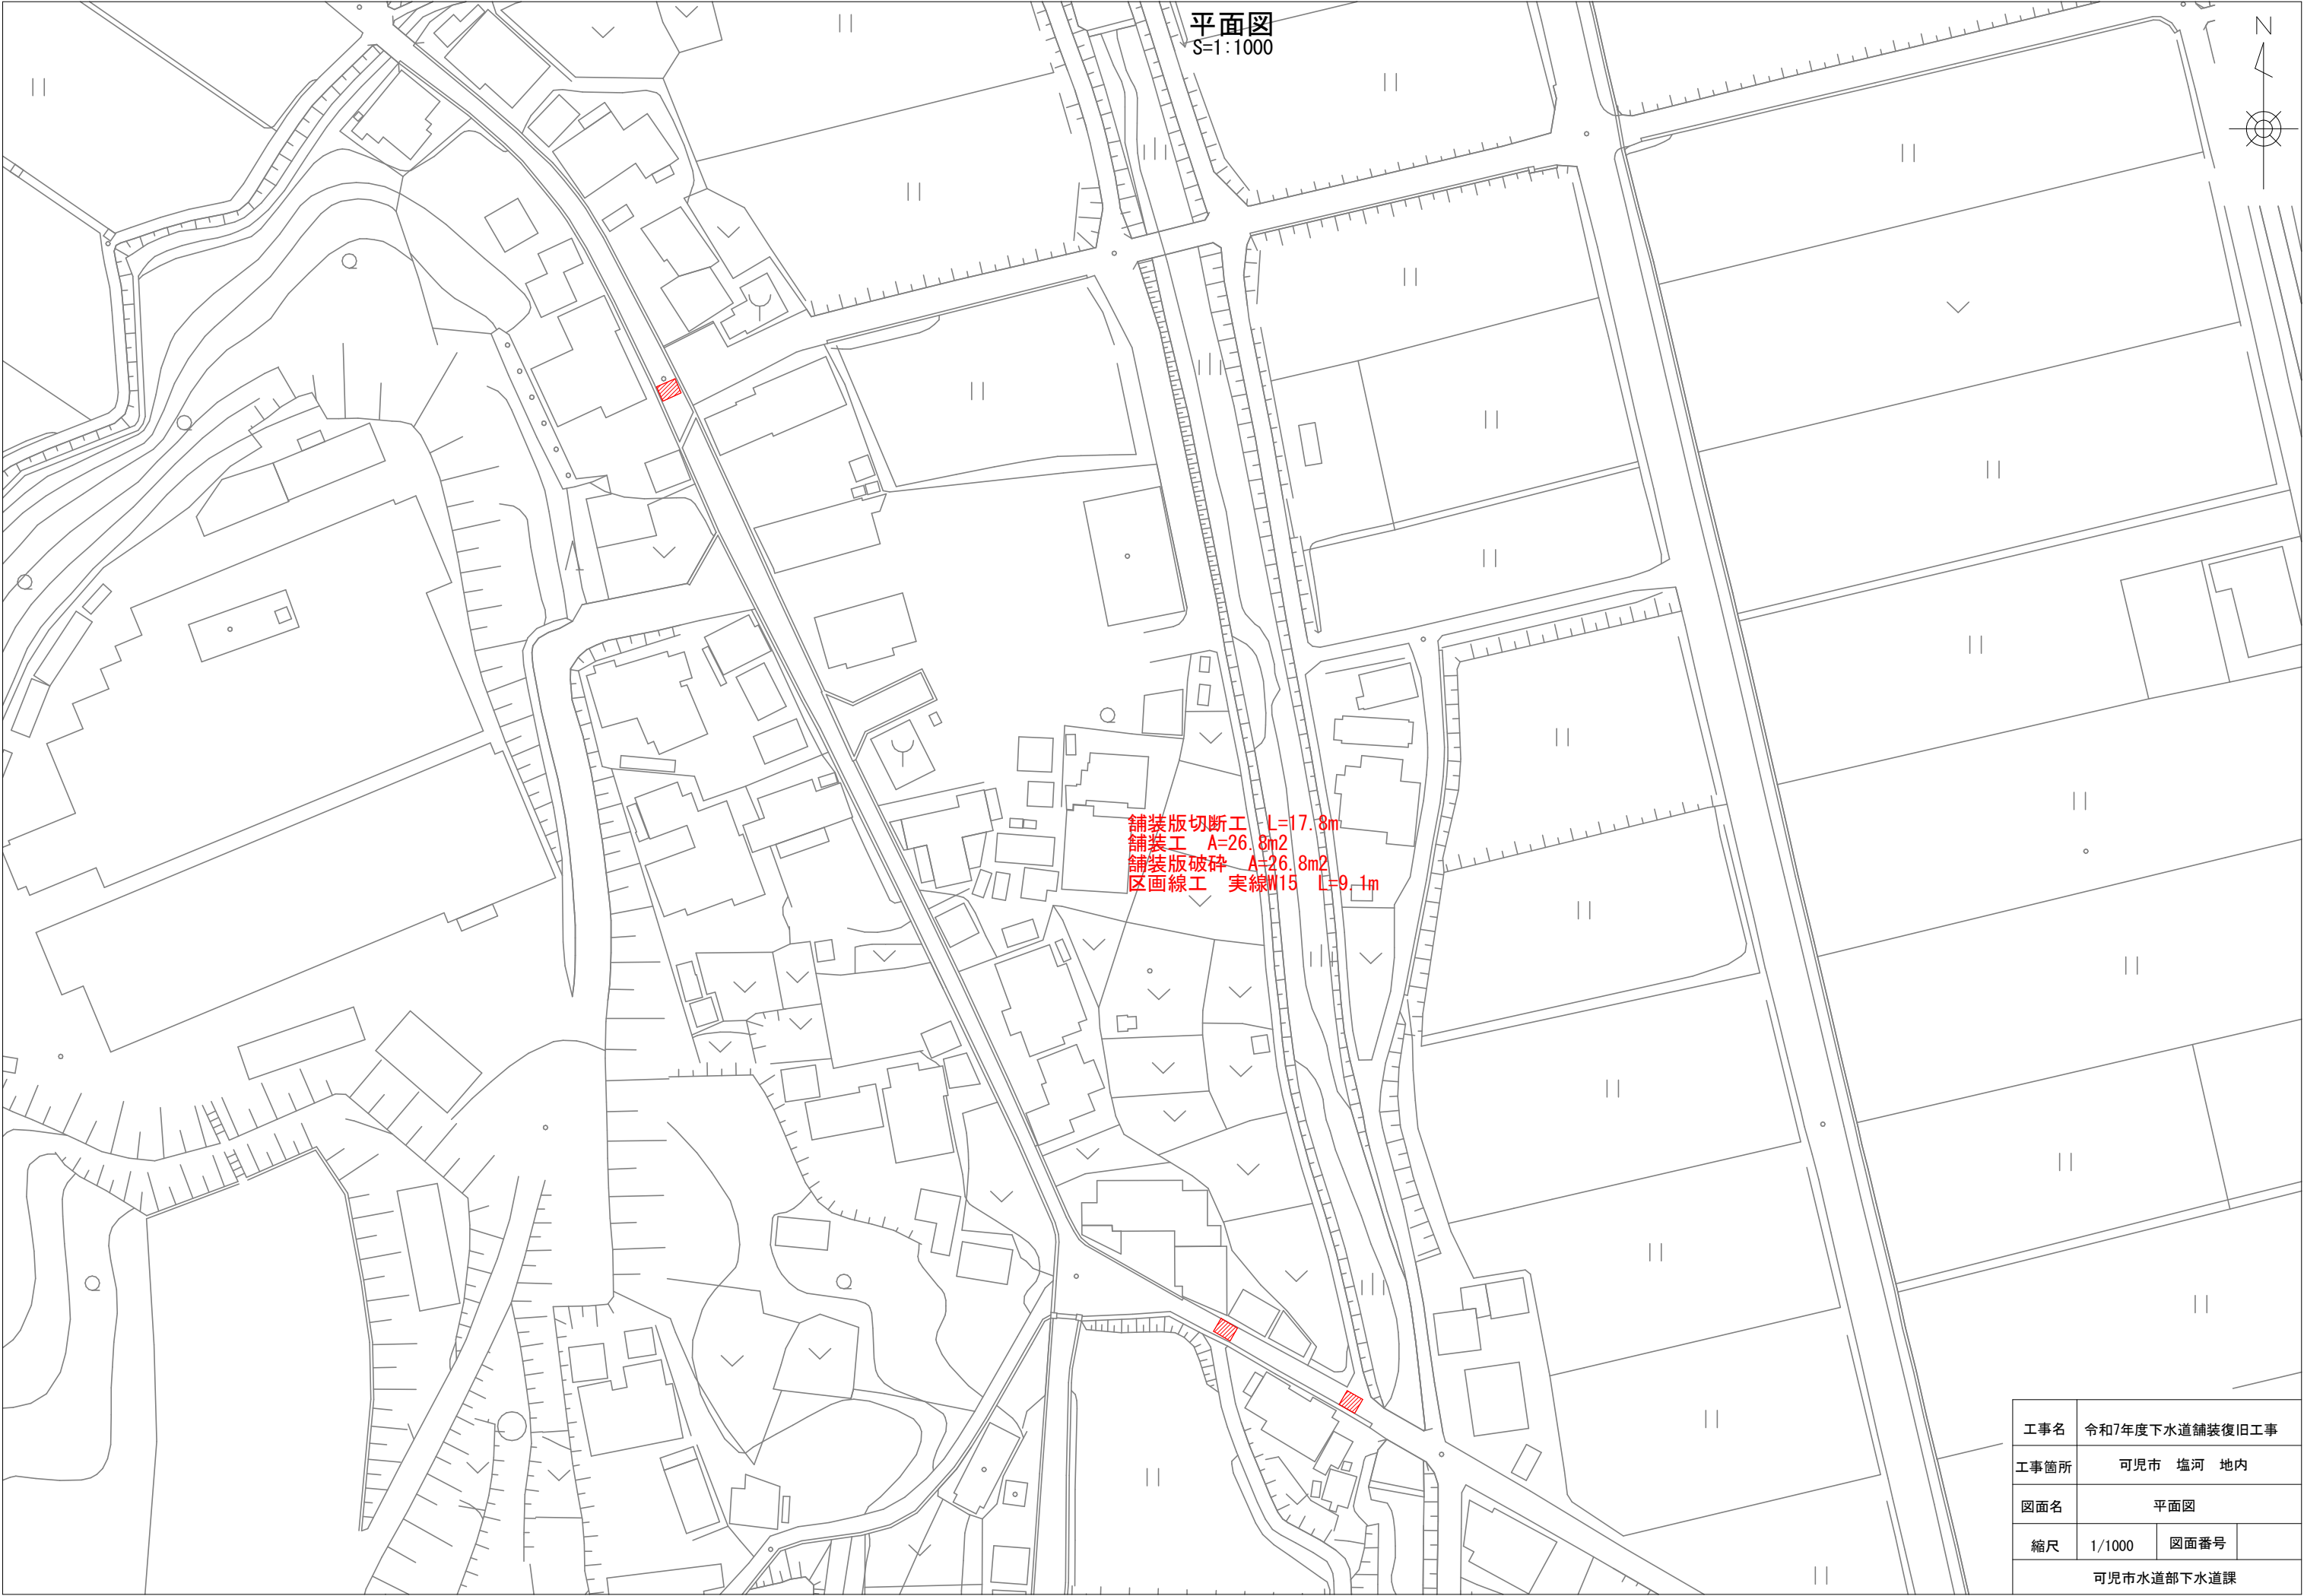 平面図
S=1:1000
N
舗装版切断工 L=17.8m
舗装工 A=26.8m2
舗装版破砕 A=26.8m2
区画線工 実線W15 L=9.1m
工事名 令和7年度下水道舗装復旧工事
工事箇所 可児市 塩河 地内
図面名 平面図
縮尺 1/1000 図面番号
可児市水道部下水道課